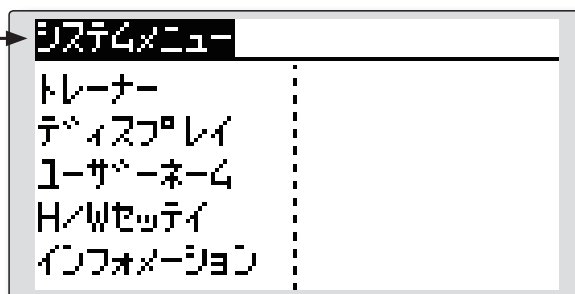 システムメニュー
トレーナー
ディスプレイ
ユーザーネーム
H/Wセッテイ
インフォメーション